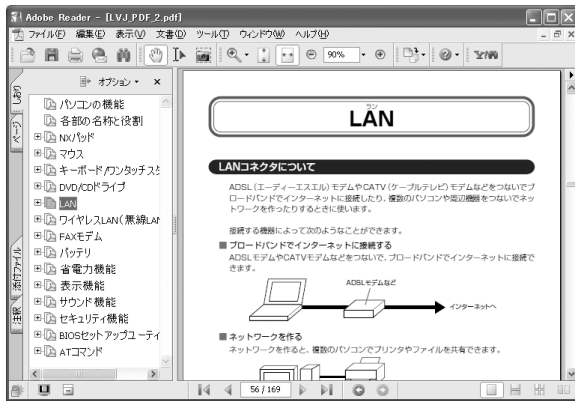 Adobe Reader - [LVJ_PDF_2.pdf]
ファイル(F) 編集(E) 表示(V) 文書(D) ツール(T) ウィンドウ(W) ヘルプ(H)
90%
しおり
ページ
添付ファイル
注釈
オプション
パソコンの機能
各部の名称と役割
NXパッド
マウス
キーボード/ワンタッチスタ
DVD/CDドライブ
LAN
ワイヤレスLAN(無線LAN
FAXモデム
バッテリ
省電力機能
表示機能
サウンド機能
セキュリティ機能
BIOSセットアップユーティ
ATコマンド
ラン
LAN
LANコネクタについて
ADSL(エーディーエスエル)モデムやCATV(ケーブルテレビ)モデムなどをつないでブ
ロードバンドでインターネットに接続したり、複数のパソコンや周辺機器をつないでネッ
トワークを作ったりするときに使います。
接続する機器によって次のようなことができます。
■ ブロードバンドでインターネットに接続する
ADSLモデムやCATVモデムなどをつないで、ブロードバンドでインターネットに接続で
きます。
ADSLモデムなど
インターネットへ
■ ネットワークを作る
ネットワークを作ると、複数のパソコンでプリンタやファイルを共有できます。
56/169